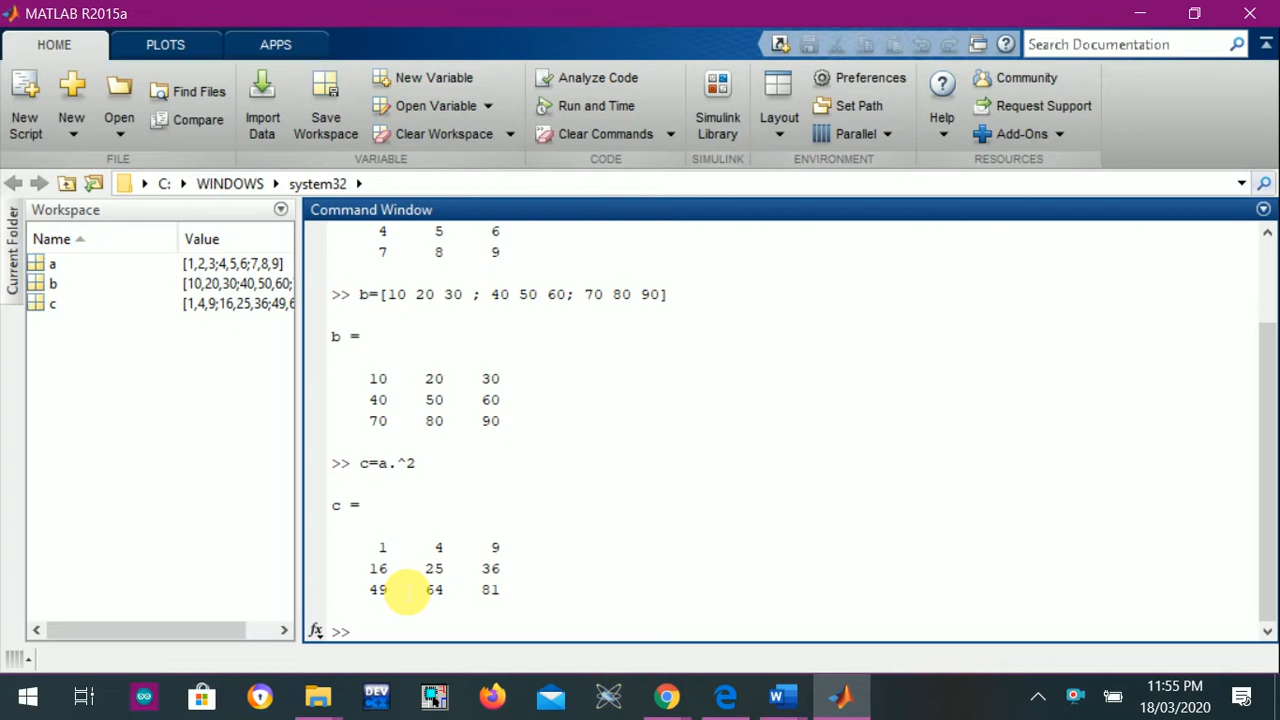 MATLAB R2015a
HOME PLOTS APPS Search Documentation
New Script New Open Find Files Compare
Import Data Save Workspace New Variable Open Variable Clear Workspace
Analyze Code Run and Time Clear Commands
Simulink Library Layout Preferences Set Path Parallel
Help Community Request Support Add-Ons
FILE VARIABLE CODE SIMULINK ENVIRONMENT RESOURCES
C: WINDOWS system32
Current Folder
Workspace
Name Value
a [1,2,3;4,5,6;7,8,9]
b [10,20,30;40,50,60;
c [1,4,9;16,25,36;49,6
Command Window
4 5 6
7 8 9
>> b=[10 20 30 ; 40 50 60; 70 80 90]
b =
10 20 30
40 50 60
70 80 90
>> c=a.^2
c =
1 4 9
16 25 36
49 64 81
fx >>
DEV
11:55 PM
18/03/2020